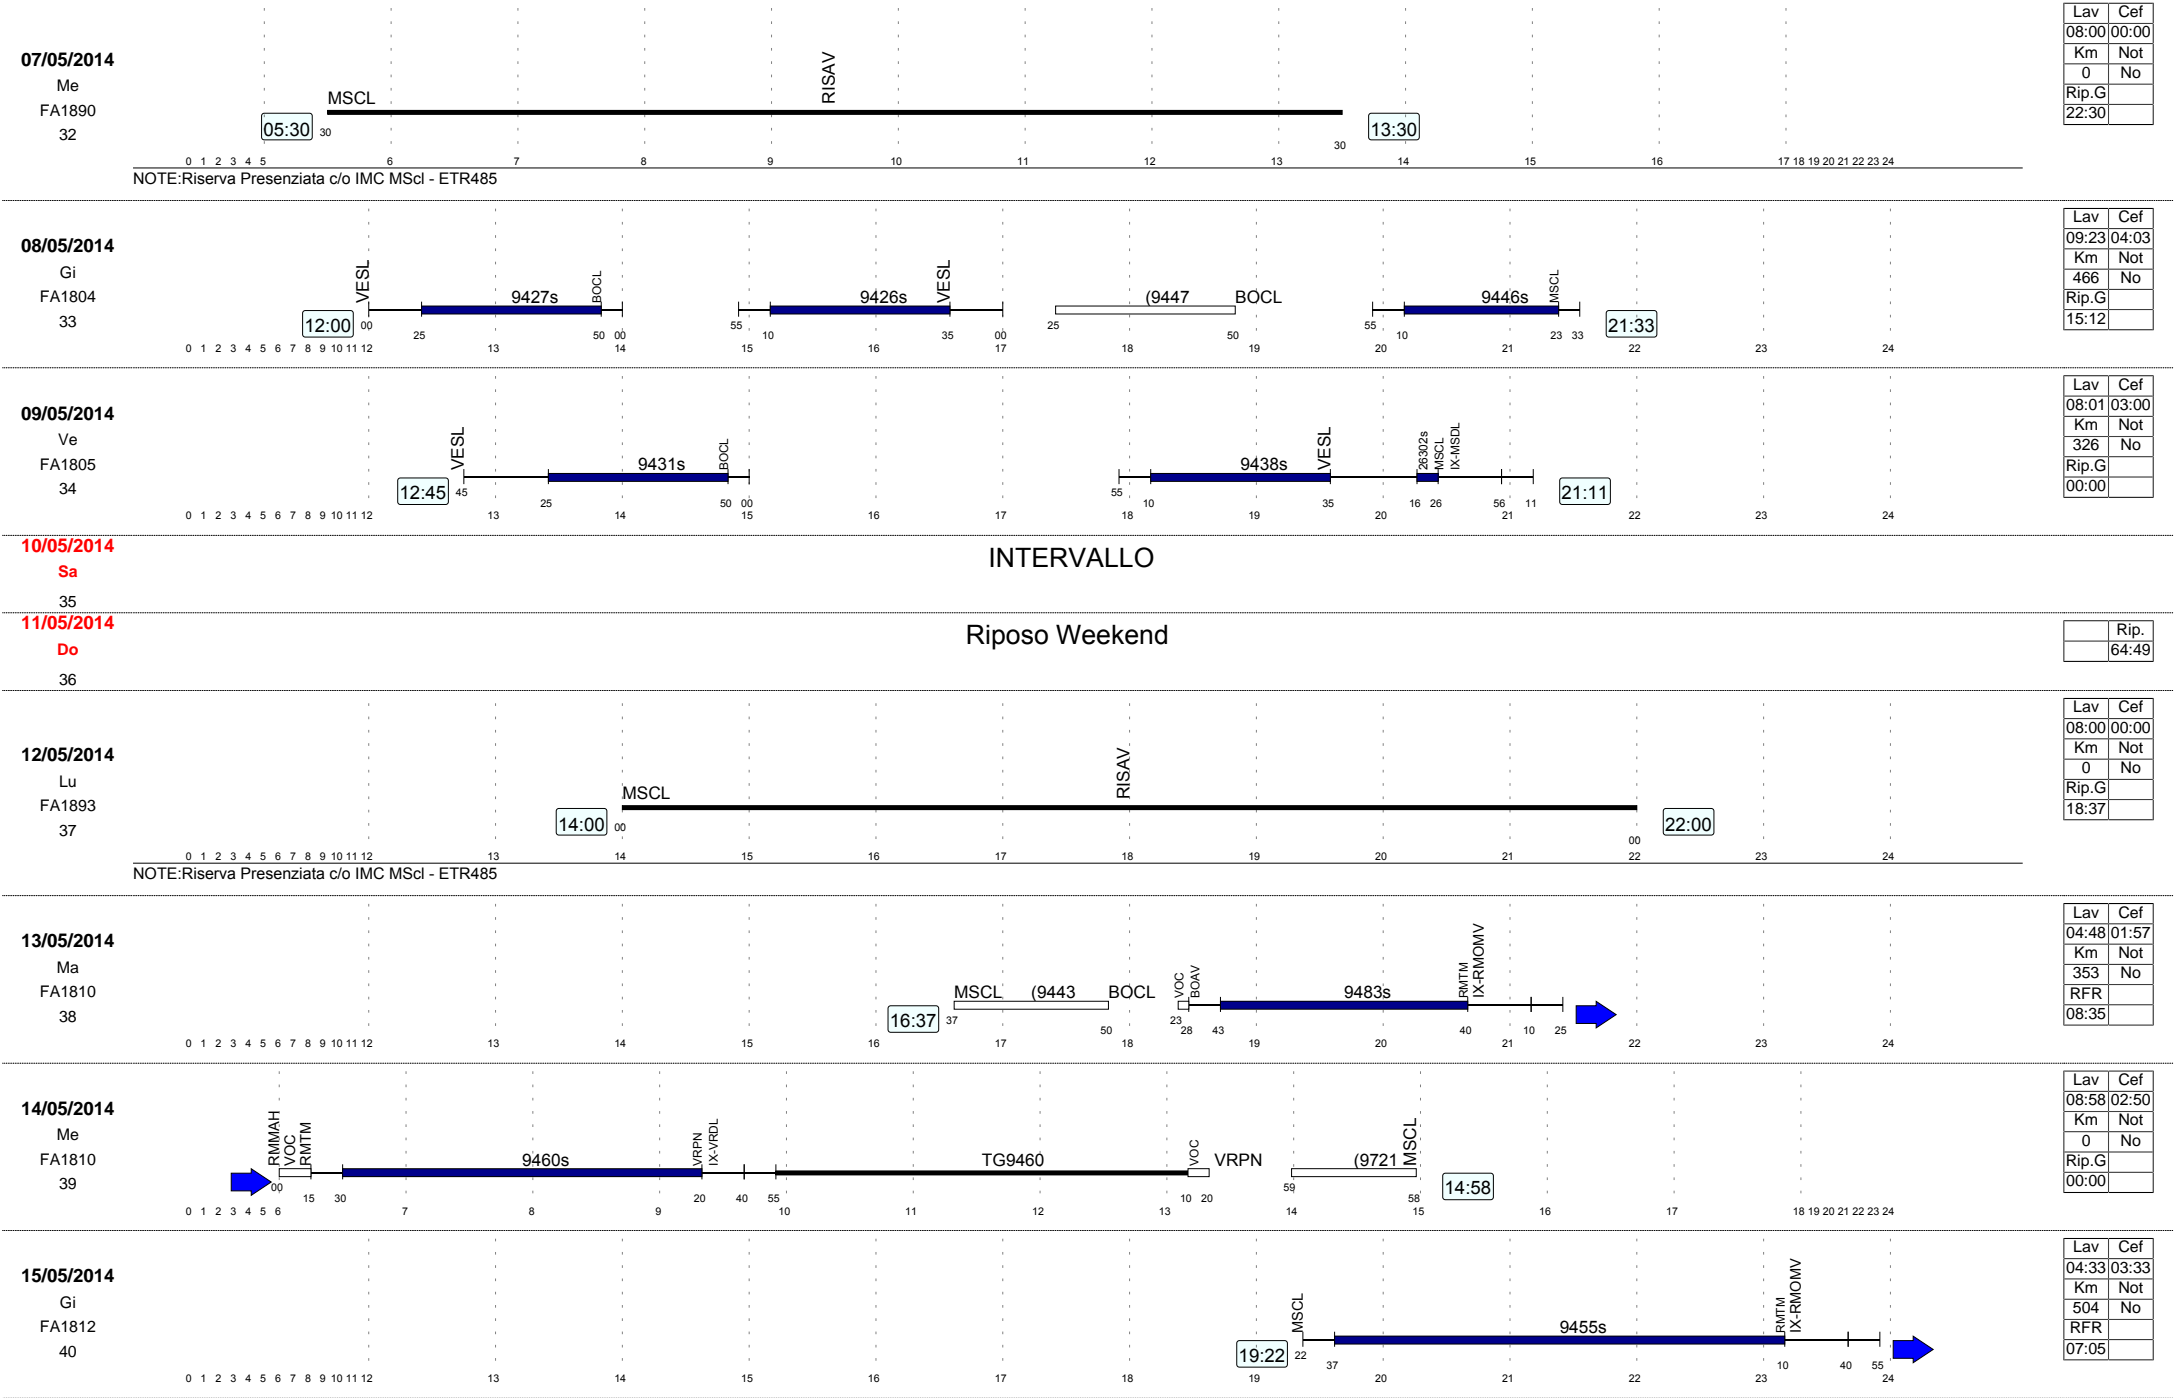 Lav Cef
08:00 00:00
Km Not
0 No
Rip.G
22:30
07/05/2014
Me
FA1890
32
MSCL
RISAV
05:30 30
13:30
30
0 1 2 3 4 5 6 7 8 9 10 11 12 13 14 15 16 17 18 19 20 21 22 23 24
NOTE:Riserva Presenziata c/o IMC MScl - ETR485
Lav Cef
09:23 04:03
Km Not
466 No
Rip.G
15:12
08/05/2014
Gi
FA1804
33
VESL 9427s BOCL 9426s VESL (9447 BOCL 9446s MSCL
12:00 00 25 50 00 55 10 35 00 25 50 55 10 23 33 21:33
0 1 2 3 4 5 6 7 8 9 10 11 12 13 14 15 16 17 18 19 20 21 22 23 24
Lav Cef
08:01 03:00
Km Not
326 No
Rip.G
00:00
09/05/2014
Ve
FA1805
34
VESL 9431s BOCL 9438s VESL 26302s MSCL IX-MSDL
12:45 45 25 50 00 55 10 35 16 26 56 11 21:11
0 1 2 3 4 5 6 7 8 9 10 11 12 13 14 15 16 17 18 19 20 21 22 23 24
10/05/2014
Sa
35
INTERVALLO
11/05/2014
Do
36
Riposo Weekend
Rip.
64:49
Lav Cef
08:00 00:00
Km Not
0 No
Rip.G
18:37
12/05/2014
Lu
FA1893
37
MSCL
RISAV
14:00 00
22:00
00
0 1 2 3 4 5 6 7 8 9 10 11 12 13 14 15 16 17 18 19 20 21 22 23 24
NOTE:Riserva Presenziata c/o IMC MScl - ETR485
Lav Cef
04:48 01:57
Km Not
353 No
RFR
08:35
13/05/2014
Ma
FA1810
38
MSCL (9443 BOCL VOC BOAV 9483s RMTM IX-RMOMV
16:37 37 50 23 28 43 40 10 25
0 1 2 3 4 5 6 7 8 9 10 11 12 13 14 15 16 17 18 19 20 21 22 23 24
Lav Cef
08:58 02:50
Km Not
0 No
Rip.G
00:00
14/05/2014
Me
FA1810
39
RMMAH VOC RMTM 9460s VRPN IX-VRDL TG9460 VOC VRPN (9721 MSCL
00 15 30 20 40 55 10 20 59 58 14:58
0 1 2 3 4 5 6 7 8 9 10 11 12 13 14 15 16 17 18 19 20 21 22 23 24
Lav Cef
04:33 03:33
Km Not
504 No
RFR
07:05
15/05/2014
Gi
FA1812
40
MSCL 9455s RMTM IX-RMOMV
19:22 22 37 10 40 55
0 1 2 3 4 5 6 7 8 9 10 11 12 13 14 15 16 17 18 19 20 21 22 23 24